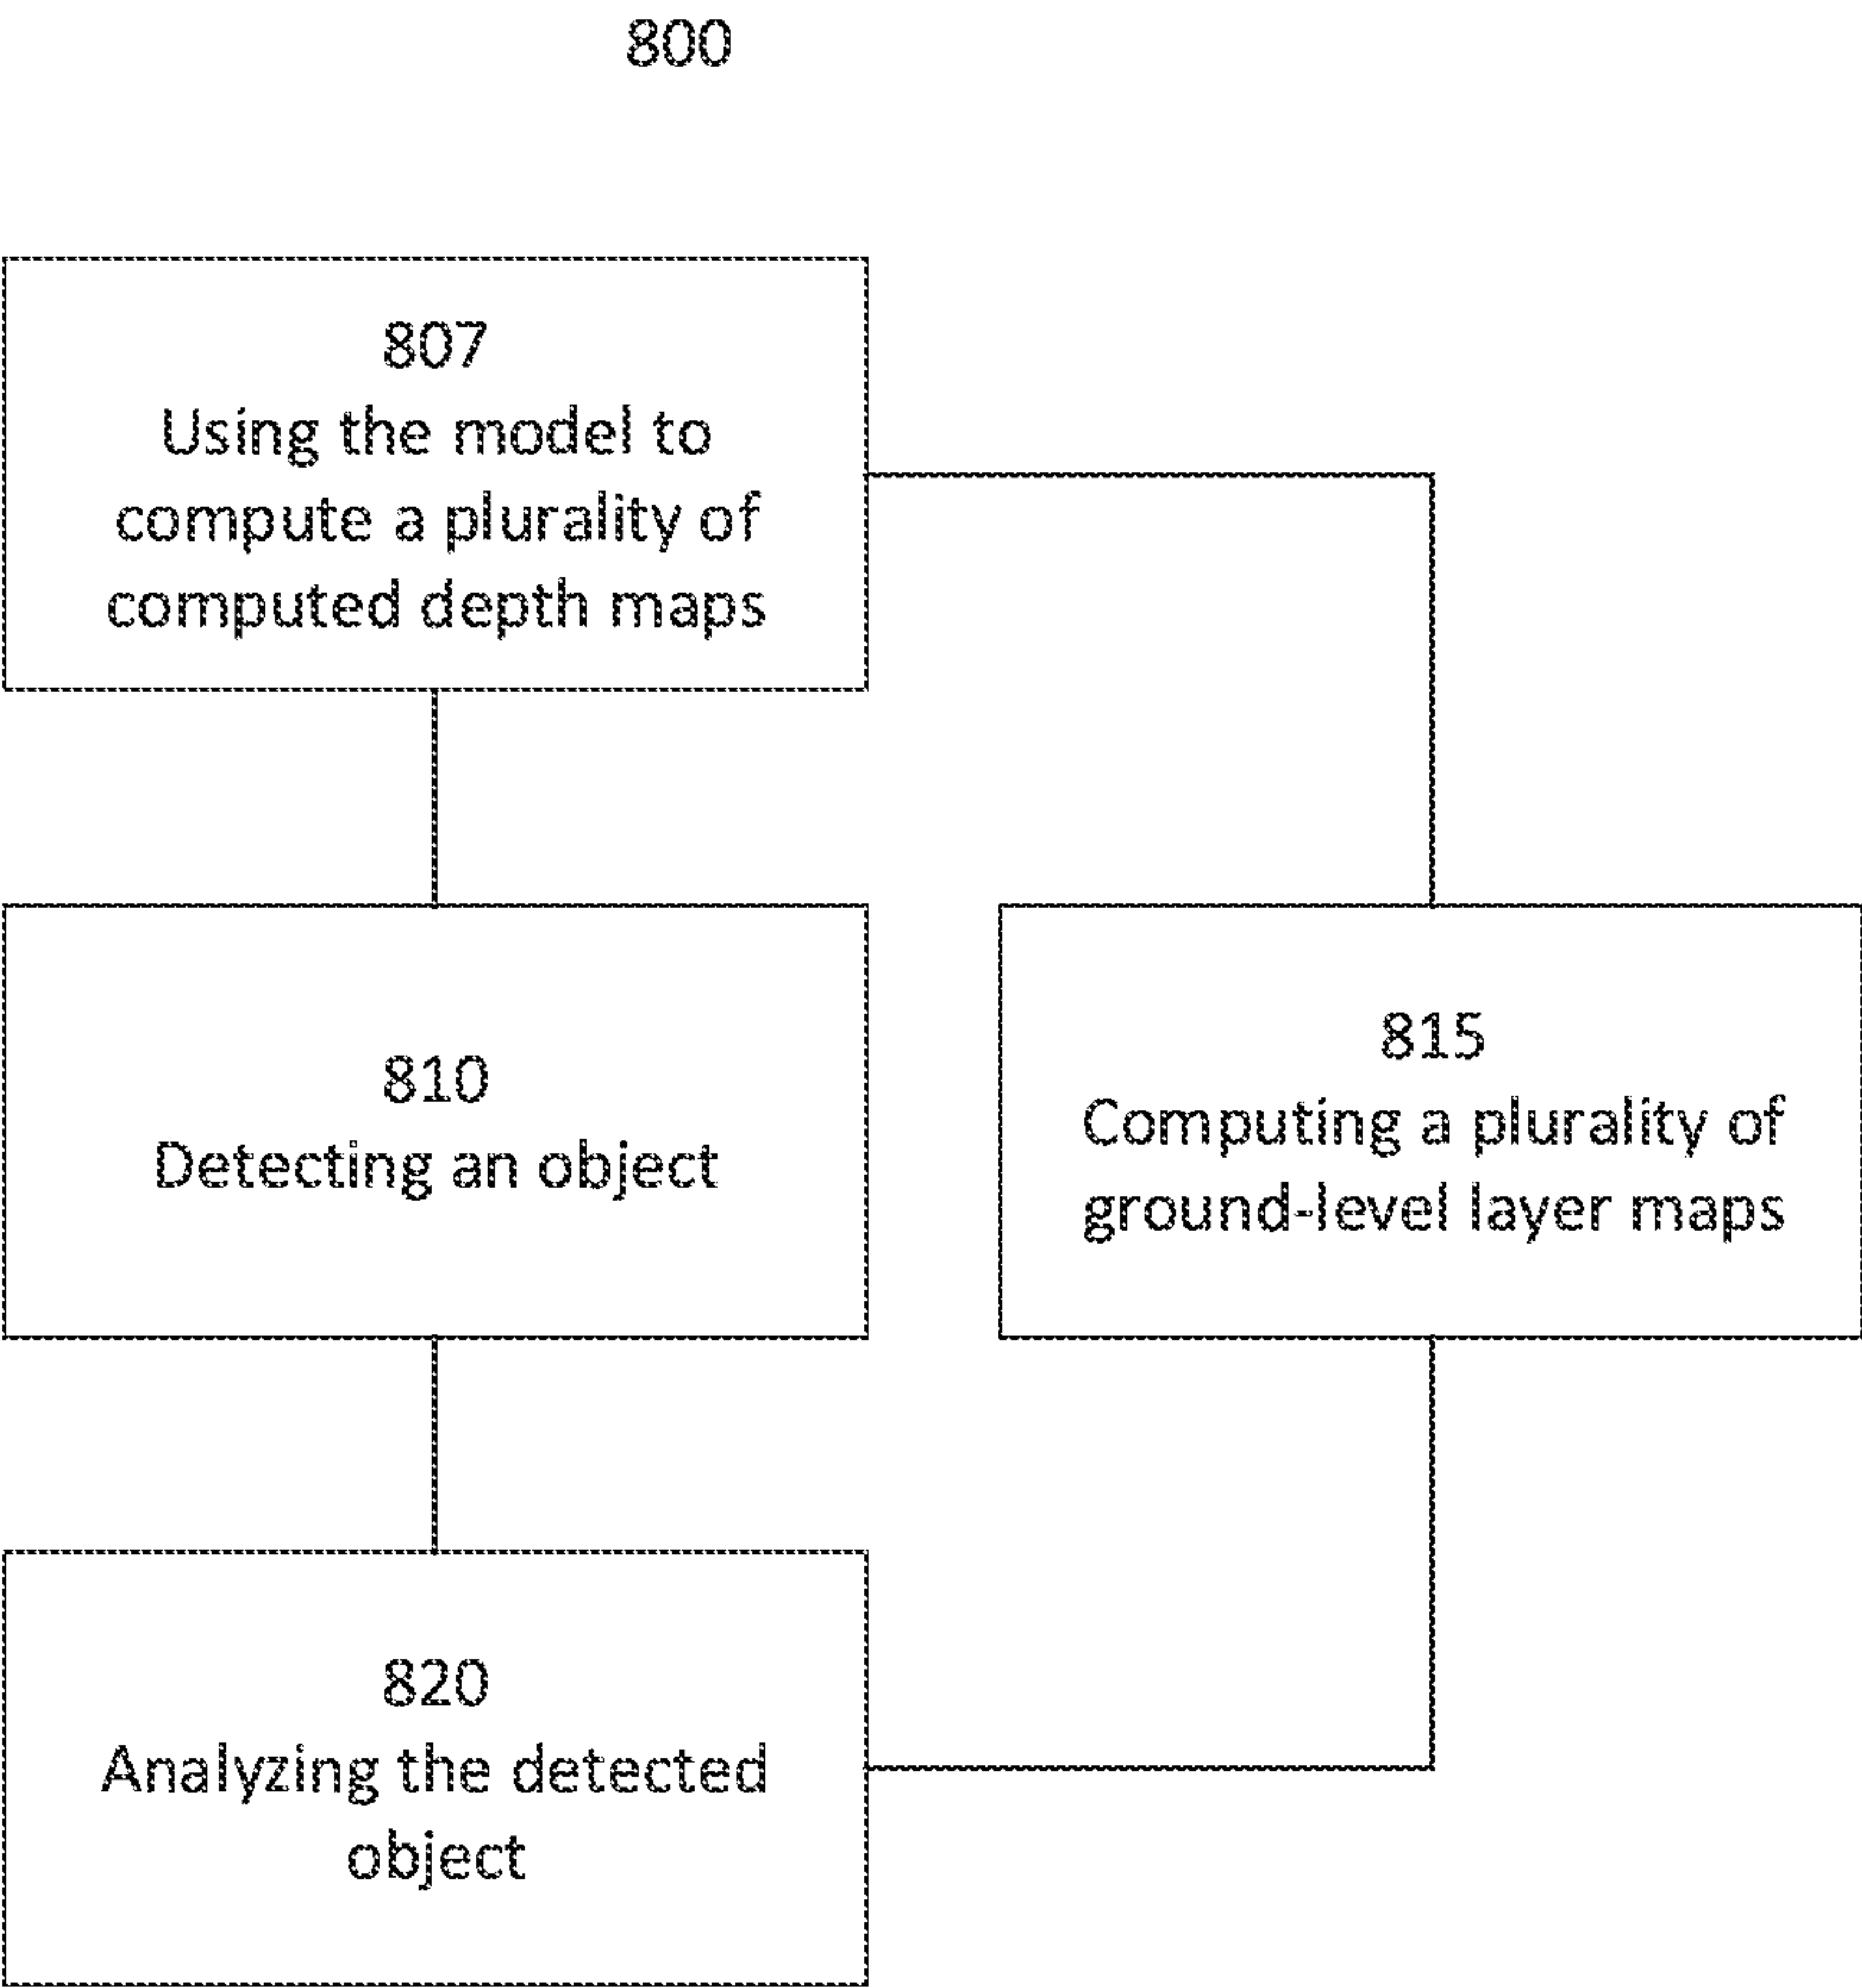 800
807
Using the model to
compute a plurality of
computed depth maps
810
Detecting an object
815
Computing a plurality of
ground-level layer maps
820
Analyzing the detected
object